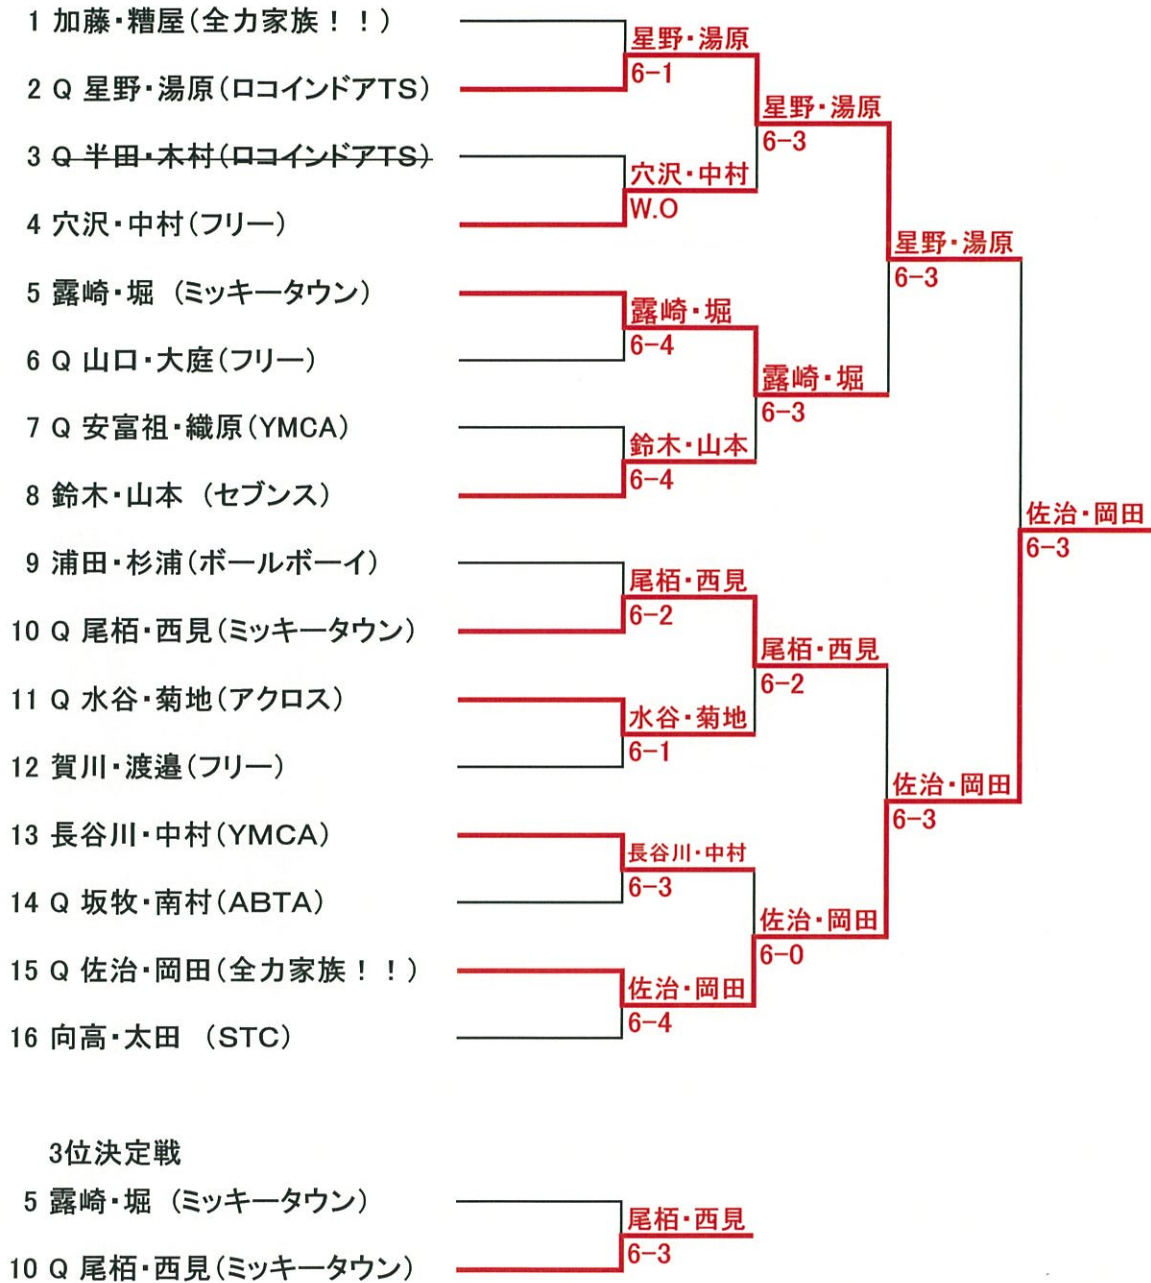 1 加藤・糟屋(全力家族！！)
星野・湯原
6-1
2 Q 星野・湯原(ロコインドアTS)
星野・湯原
6-3
3 Q 半田・木村(ロコインドアTS)
穴沢・中村
W.O
4 穴沢・中村(フリー)
星野・湯原
6-3
5 露崎・堀 (ミッキータウン)
露崎・堀
6-4
6 Q 山口・大庭(フリー)
露崎・堀
6-3
7 Q 安富祖・織原(YMCA)
鈴木・山本
6-4
8 鈴木・山本 (セブンス)
佐治・岡田
6-3
9 浦田・杉浦(ボールボーイ)
尾栢・西見
6-2
10 Q 尾栢・西見(ミッキータウン)
尾栢・西見
6-2
11 Q 水谷・菊地(アクロス)
水谷・菊地
6-1
12 賀川・渡邉(フリー)
佐治・岡田
6-3
13 長谷川・中村(YMCA)
長谷川・中村
6-3
14 Q 坂牧・南村(ABTA)
佐治・岡田
6-0
15 Q 佐治・岡田(全力家族！！)
佐治・岡田
6-4
16 向高・太田 (STC)
3位決定戦
5 露崎・堀 (ミッキータウン)
尾栢・西見
6-3
10 Q 尾栢・西見(ミッキータウン)